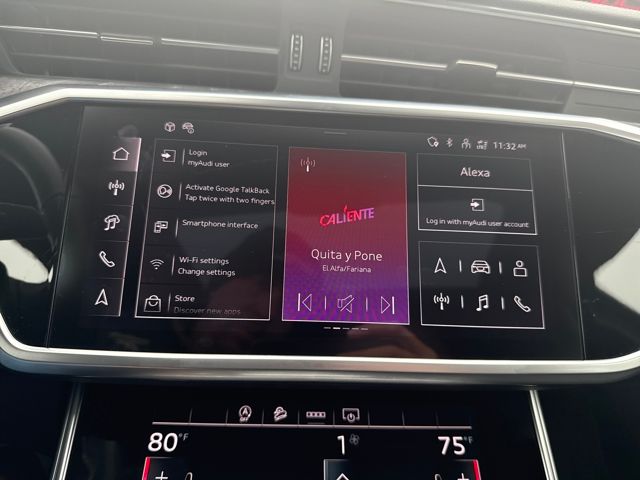 11:32 AM
Login
myAudi user
Activate Google TalkBack
Tap twice with two fingers
Smartphone interface
Wi-Fi settings
Change settings
Store
Discover new apps
CALIENTE
Quita y Pone
EL Alfa/Fariana
Alexa
Log in with myAudi user account
OFF
80°F
1
75°F